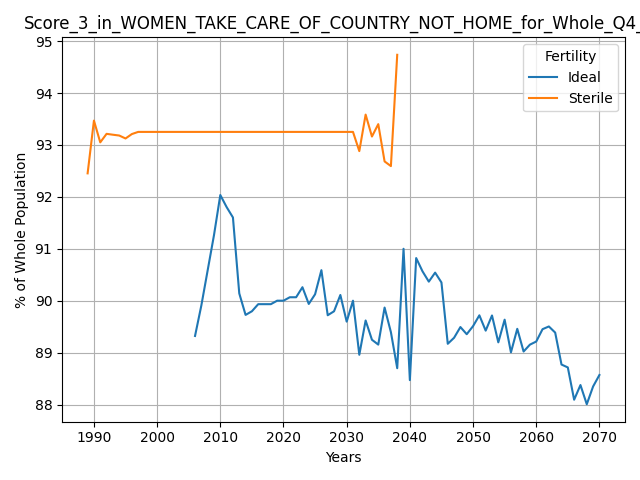 Score_3_in_WOMEN_TAKE_CARE_OF_COUNTRY_NOT_HOME_for_Whole_Q4_
95
94
93
92
91
90
89
88
% of Whole Population
Fertility
Ideal
Sterile
1990 2000 2010 2020 2030 2040 2050 2060 2070
Years